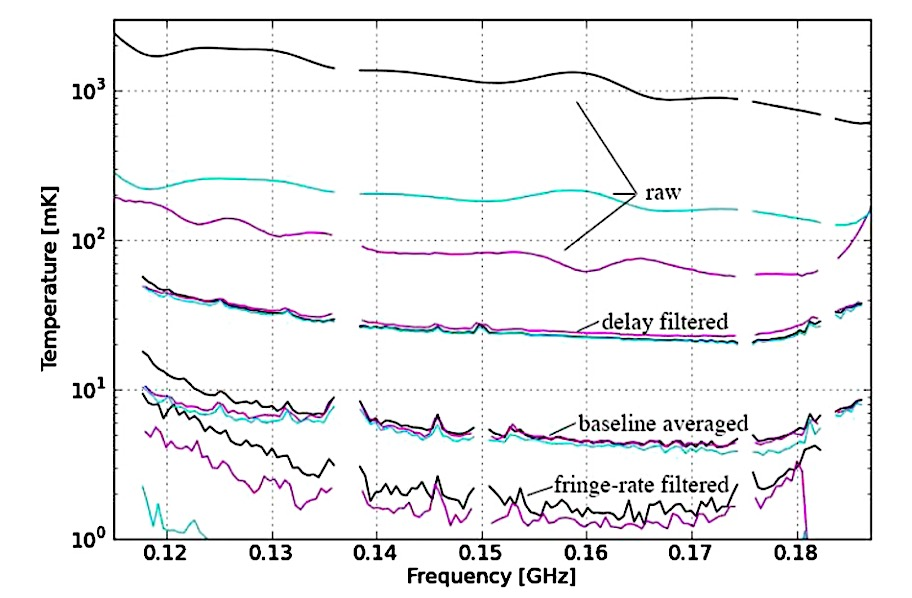 10³
raw
10²
Temperature [mK]
delay filtered
10¹
baseline averaged
fringe-rate filtered
10⁰
0.12 0.13 0.14 0.15 0.16 0.17 0.18
Frequency [GHz]